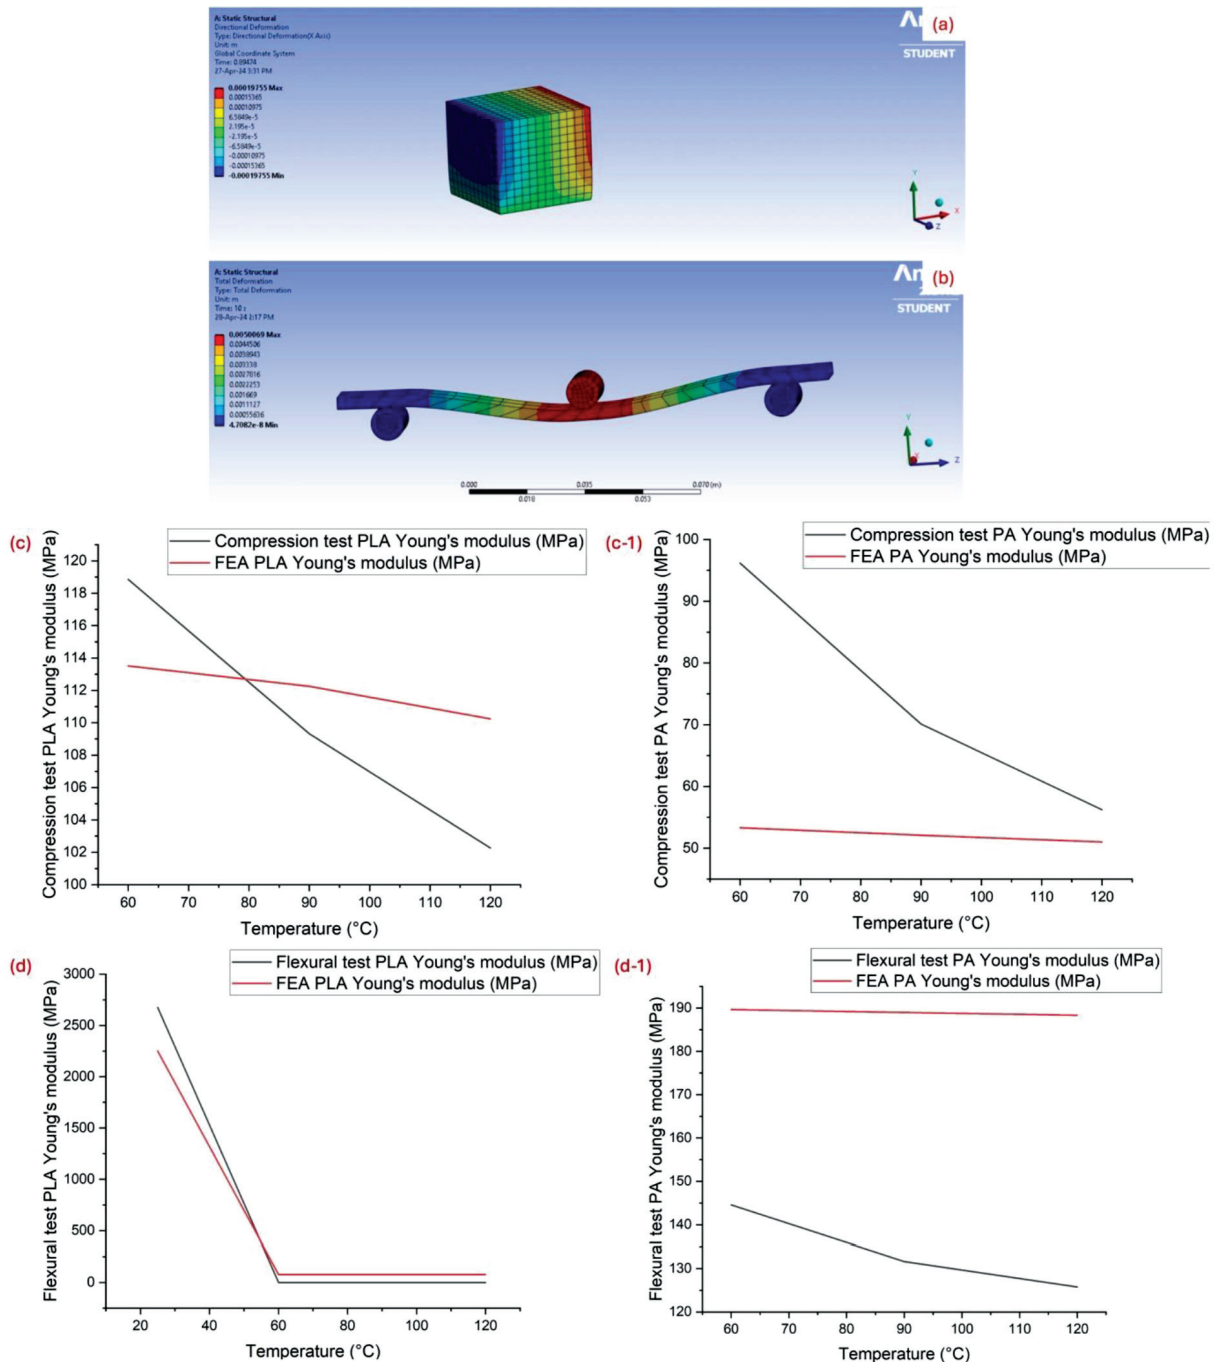 A: Static Structural
Directional Deformation
Type: Directional Deformation(X Axis)
Unit: m
Global Coordinate System
Time: 0.89474
27-Apr-24 3:31 PM
0.00019755 Max
0.00015365
0.00010975
6.5849e-5
2.195e-5
-2.195e-5
-6.5849e-5
-0.00010975
-0.00015365
-0.00019755 Min
An
(a)
STUDENT
Y
X
Z
A: Static Structural
Total Deformation
Type: Total Deformation
Unit: m
Time: 10 s
28-Apr-24 2:17 PM
0.0050069 Max
0.0044506
0.0038943
0.003338
0.0027816
0.0022253
0.001669
0.0011127
0.00055636
4.7082e-8 Min
An
(b)
STUDENT
Y
X
Z
0.000 0.035 0.070 (m)
0.018 0.053
(c)
Compression test PLA Young's modulus (MPa)
FEA PLA Young's modulus (MPa)
Compression test PLA Young's modulus (MPa)
120
118
116
114
112
110
108
106
104
102
100
60 70 80 90 100 110 120
Temperature (°C)
(c-1)
Compression test PA Young's modulus (MPa)
FEA PA Young's modulus (MPa)
Compression test PA Young's modulus (MPa)
100
90
80
70
60
50
60 70 80 90 100 110 120
Temperature (°C)
(d)
Flexural test PLA Young's modulus (MPa)
FEA PLA Young's modulus (MPa)
Flexural test PLA Young's modulus (MPa)
3000
2500
2000
1500
1000
500
0
20 40 60 80 100 120
Temperature (°C)
(d-1)
Flexural test PA Young's modulus (MPa)
FEA PA Young's modulus (MPa)
Flexural test PA Young's modulus (MPa)
190
180
170
160
150
140
130
120
60 70 80 90 100 110 120
Temperature (°C)